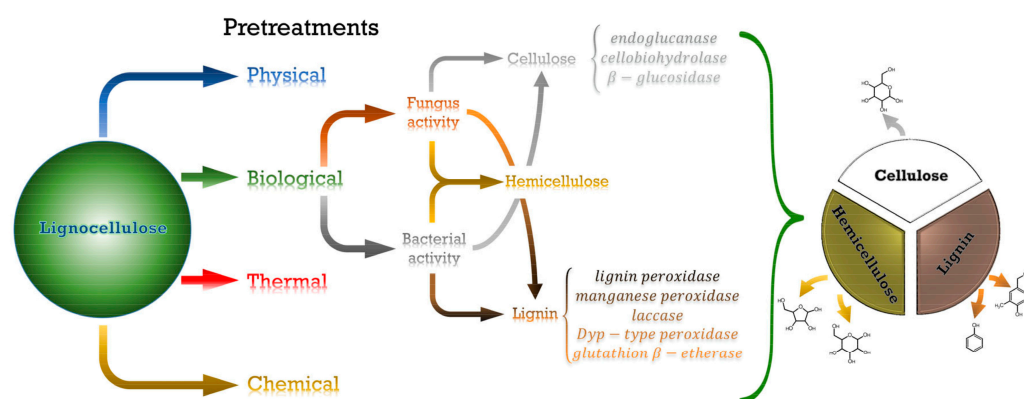 Pretreatments
Lignocellulose
Physical
Biological
Thermal
Chemical
Fungus
activity
Bacterial
activity
Cellulose
endoglucanase
cellobiohydrolase
β − glucosidase
Hemicellulose
Lignin
lignin peroxidase
manganese peroxidase
laccase
Dyp − type peroxidase
glutathion β − etherase
Cellulose
Hemicellulose
Lignin